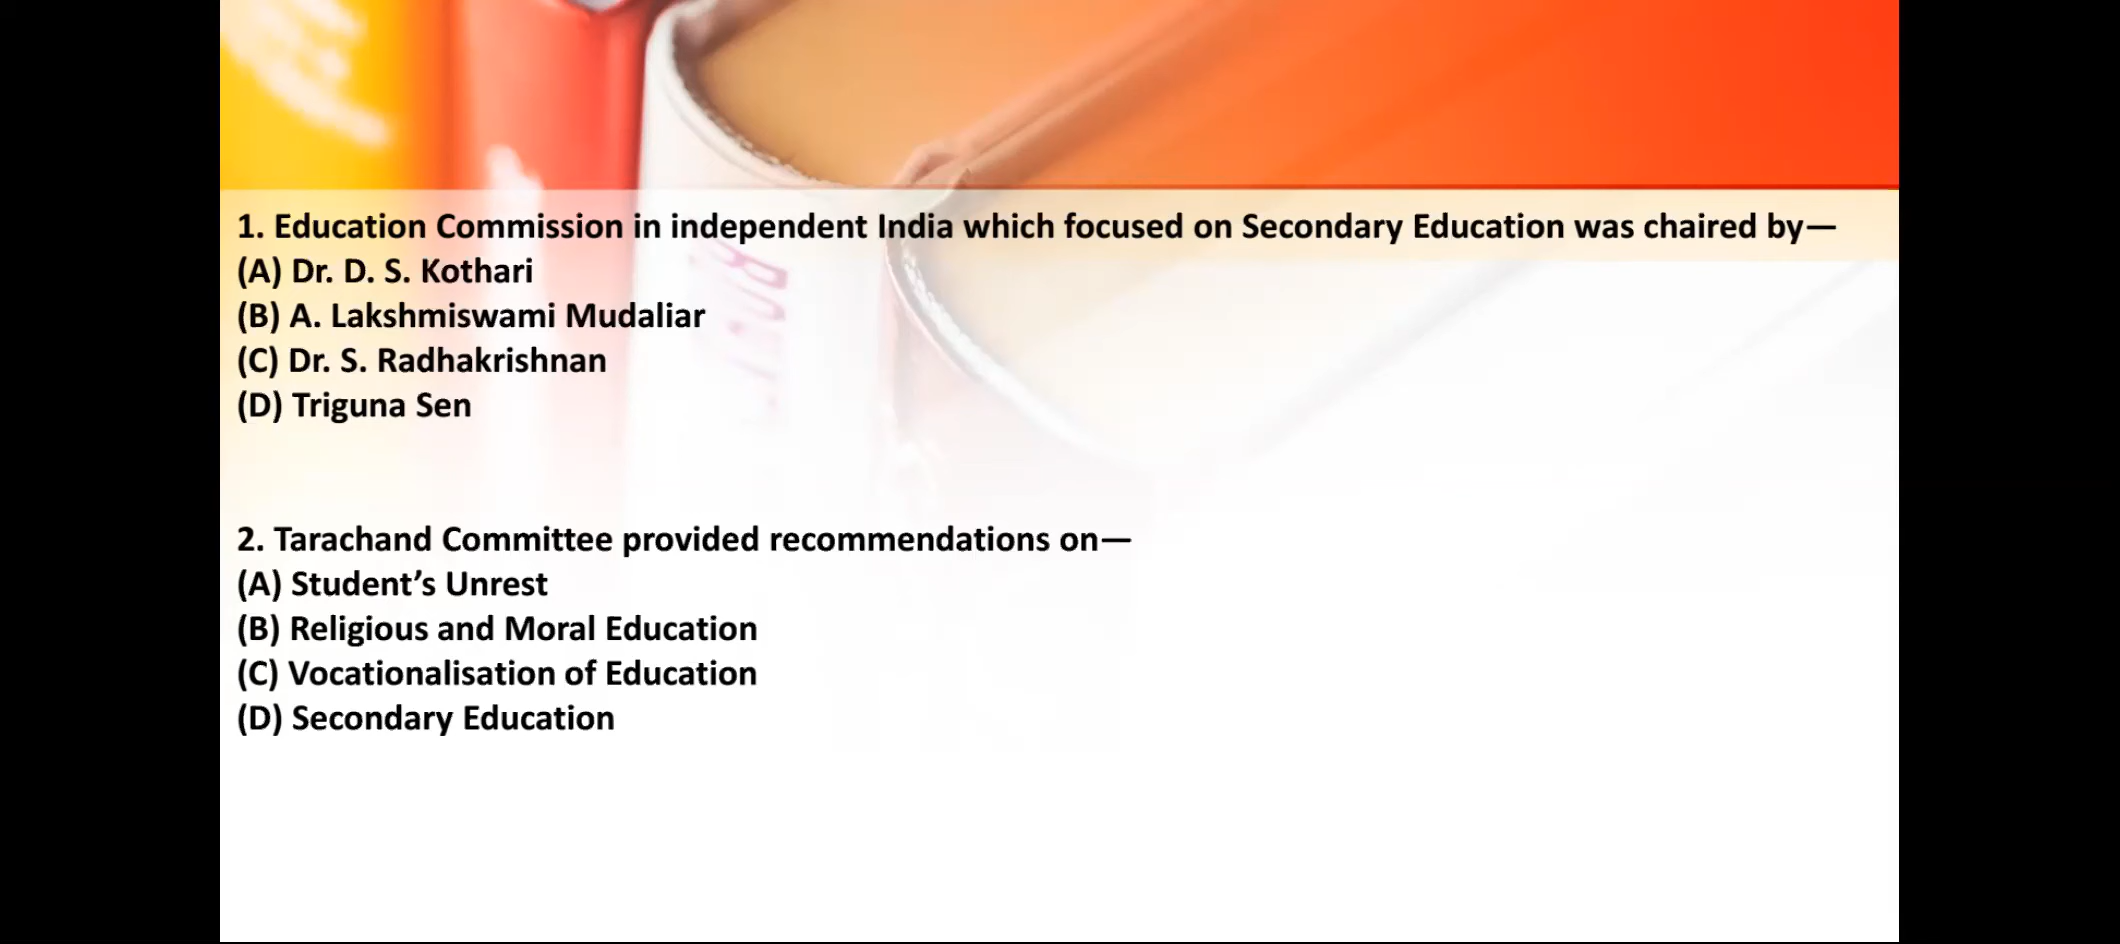 1. Education Commission in independent India which focused on Secondary Education was chaired by—
(A) Dr. D. S. Kothari
(B) A. Lakshmiswami Mudaliar
(C) Dr. S. Radhakrishnan
(D) Triguna Sen
2. Tarachand Committee provided recommendations on—
(A) Student’s Unrest
(B) Religious and Moral Education
(C) Vocationalisation of Education
(D) Secondary Education